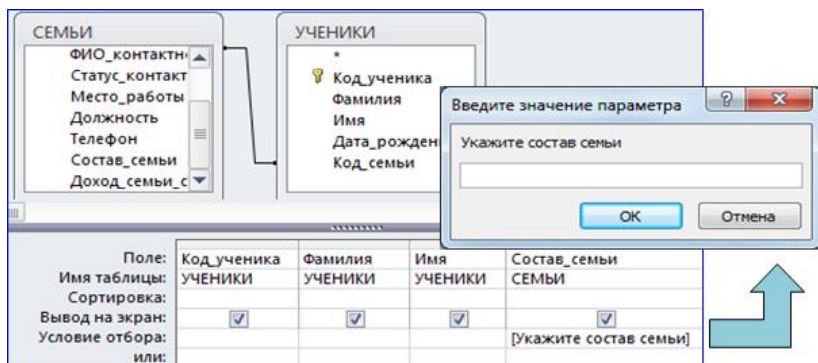 СЕМЬИ
ФИО_контактн
Статус_контакт
Место_работы
Должность
Телефон
Состав_семьи
Доход_семьи_с
УЧЕНИКИ
*
Код_ученика
Фамилия
Имя
Дата_рожден
Код_семьи
Введите значение параметра
Укажите состав семьи
ОК
Отмена
Поле: Код_ученика Фамилия Имя Состав_семьи
Имя таблицы: УЧЕНИКИ УЧЕНИКИ УЧЕНИКИ СЕМЬИ
Сортировка:
Вывод на экран:
Условие отбора: [Укажите состав семьи]
или: